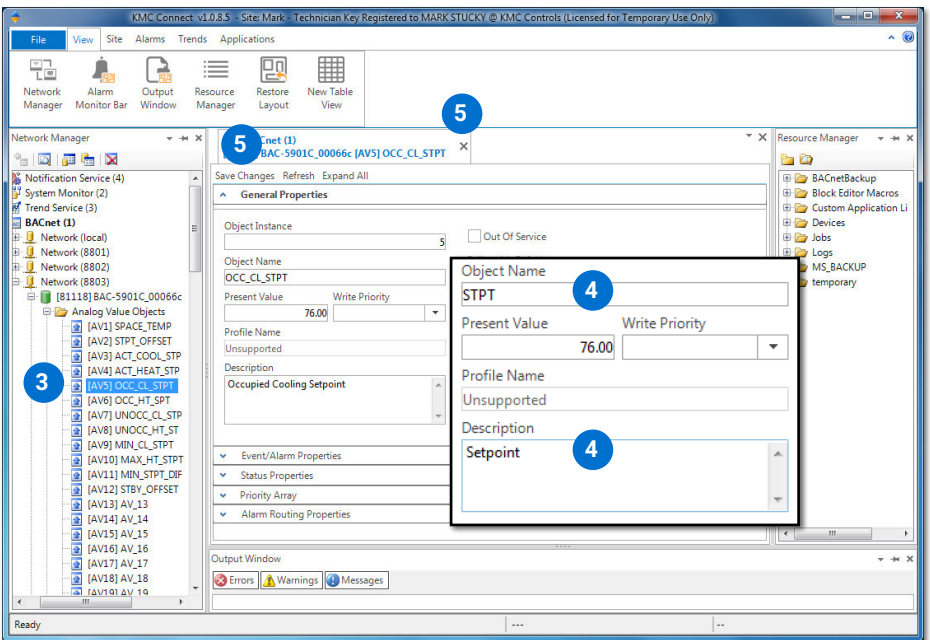 KMC Connect v1.0.8.5 - Site: Mark - Technician Key Registered to MARK STUCKY @ KMC Controls (Licensed for Temporary Use Only)
File View Site Alarms Trends Applications
Network Manager
Alarm Monitor Bar
Output Window
Resource Manager
Restore Layout
New Table View
5
Network Manager
Notification Service (4)
System Monitor (2)
Trend Service (3)
BACnet (1)
Network (local)
Network (8801)
Network (8802)
Network (8803)
[81118] BAC-5901C_00066c
Analog Value Objects
[AV1] SPACE_TEMP
[AV2] STPT_OFFSET
[AV3] ACT_COOL_STP
[AV4] ACT_HEAT_STP
3
[AV5] OCC_CL_STPT
[AV6] OCC_HT_SPT
[AV7] UNOCC_CL_STP
[AV8] UNOCC_HT_ST
[AV9] MIN_CL_STPT
[AV10] MAX_HT_STPT
[AV11] MIN_STPT_DIF
[AV12] STBY_OFFSET
[AV13] AV_13
[AV14] AV_14
[AV15] AV_15
[AV16] AV_16
[AV17] AV_17
[AV18] AV_18
[AV19] AV_19
5
Cnet (1)
BAC-5901C_00066c [AV5] OCC_CL_STPT
Save Changes Refresh Expand All
General Properties
Object Instance
5
Out Of Service
Object Name
OCC_CL_STPT
Present Value Write Priority
76.00
Profile Name
Unsupported
Description
Occupied Cooling Setpoint
Event/Alarm Properties
Status Properties
Priority Array
Alarm Routing Properties
Object Name
4
STPT
Present Value Write Priority
76.00
Profile Name
Unsupported
Description
Setpoint
4
Resource Manager
BACnetBackup
Block Editor Macros
Custom Application Li
Devices
Jobs
Logs
MS_BACKUP
temporary
Output Window
Errors Warnings Messages
Ready
---
--